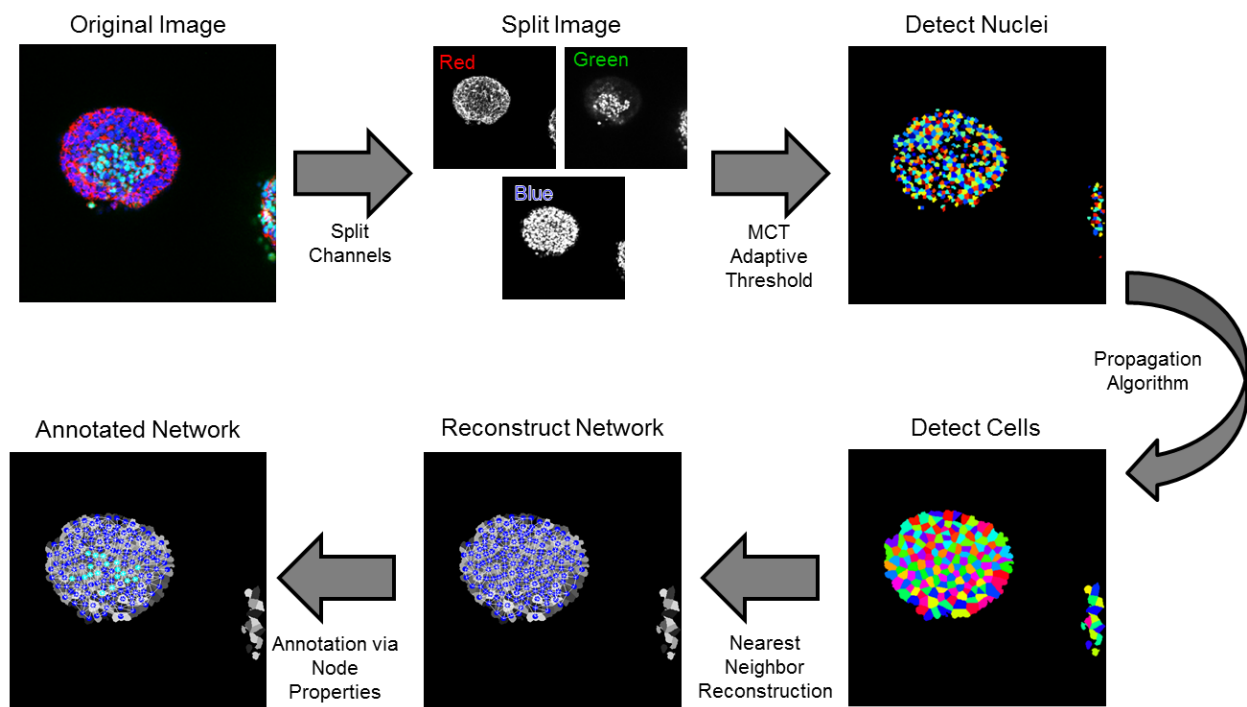 Original Image
Split Image
Detect Nuclei
Red
Green
Blue
Split
Channels
MCT
Adaptive
Threshold
Propagation
Algorithm
Annotated Network
Reconstruct Network
Detect Cells
Annotation via
Node
Properties
Nearest
Neighbor
Reconstruction